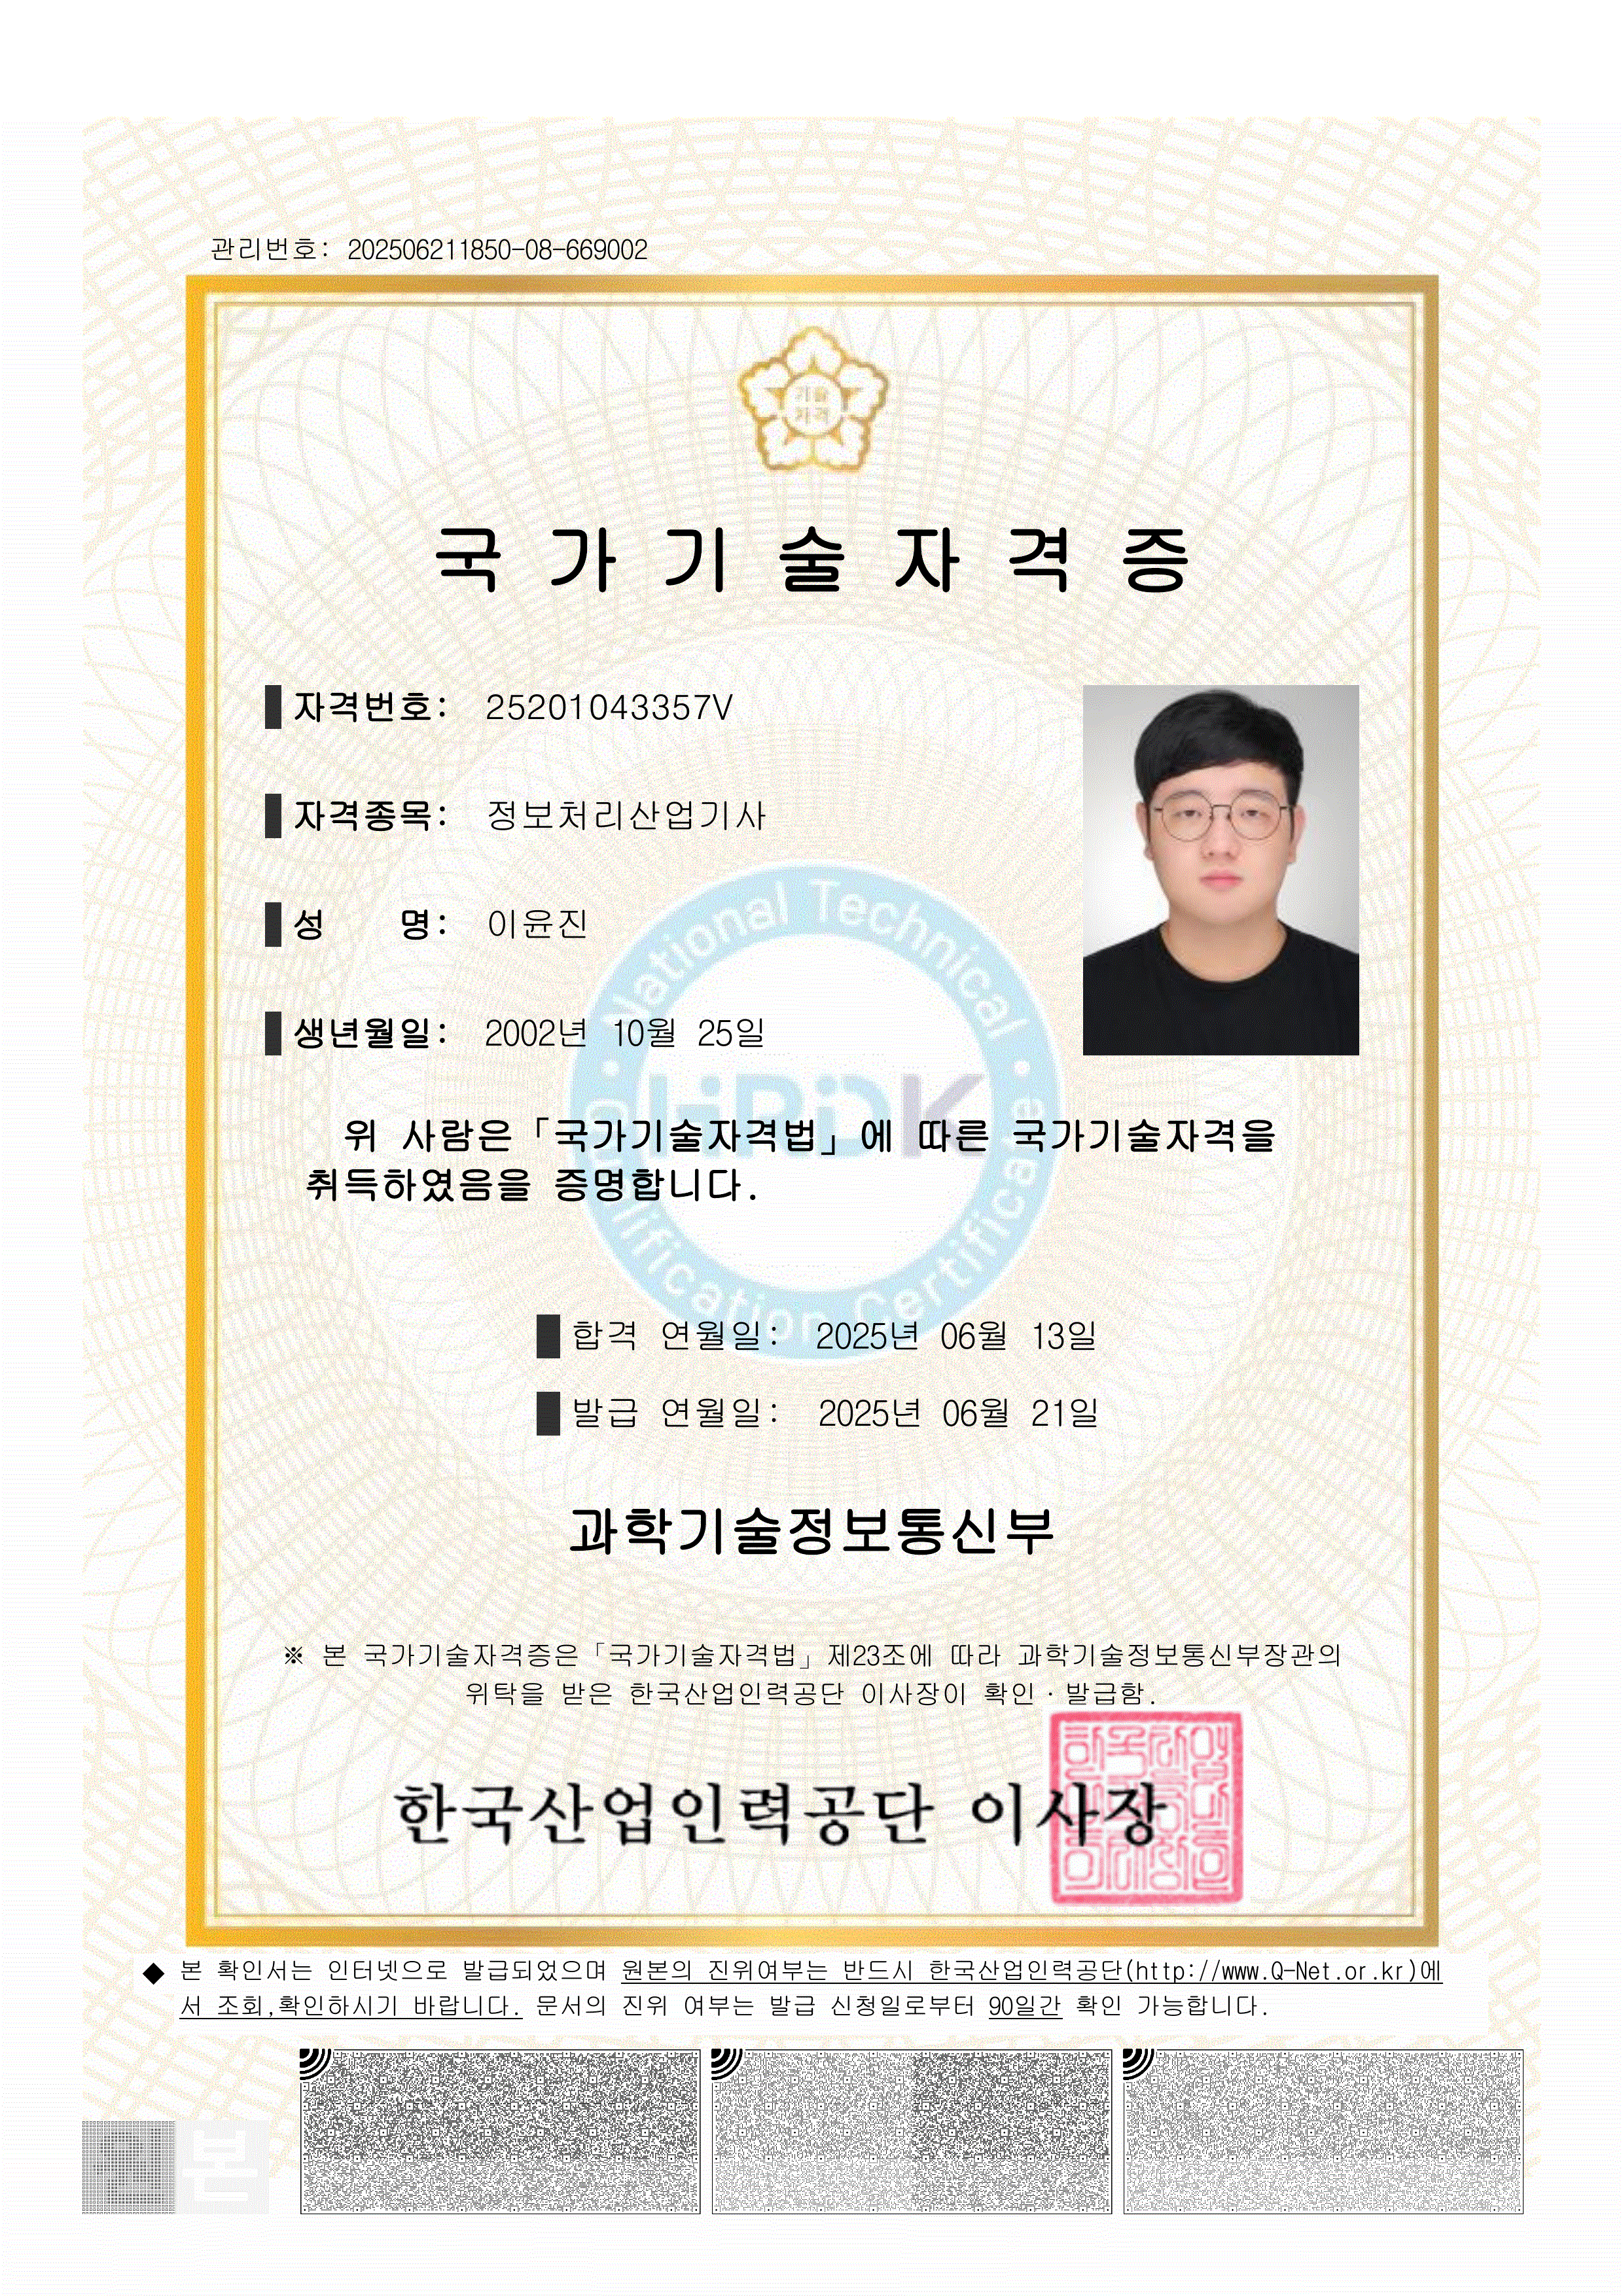 관리번호: 202506211850-08-669002
기술
자격
국가기술자격증
자격번호: 25201043357V
자격종목: 정보처리산업기사
성 명: 이윤진
생년월일: 2002년 10월 25일
National Technical
HRDK
Qualification Certificate
위 사람은「국가기술자격법」에 따른 국가기술자격을
취득하였음을 증명합니다.
합격 연월일: 2025년 06월 13일
발급 연월일: 2025년 06월 21일
과학기술정보통신부
※ 본 국가기술자격증은「국가기술자격법」제23조에 따라 과학기술정보통신부장관의
위탁을 받은 한국산업인력공단 이사장이 확인·발급함.
한국산업인력공단 이사장
◆ 본 확인서는 인터넷으로 발급되었으며 원본의 진위여부는 반드시 한국산업인력공단(http://www.Q-Net.or.kr)에
서 조회,확인하시기 바랍니다. 문서의 진위 여부는 발급 신청일로부터 90일간 확인 가능합니다.
본